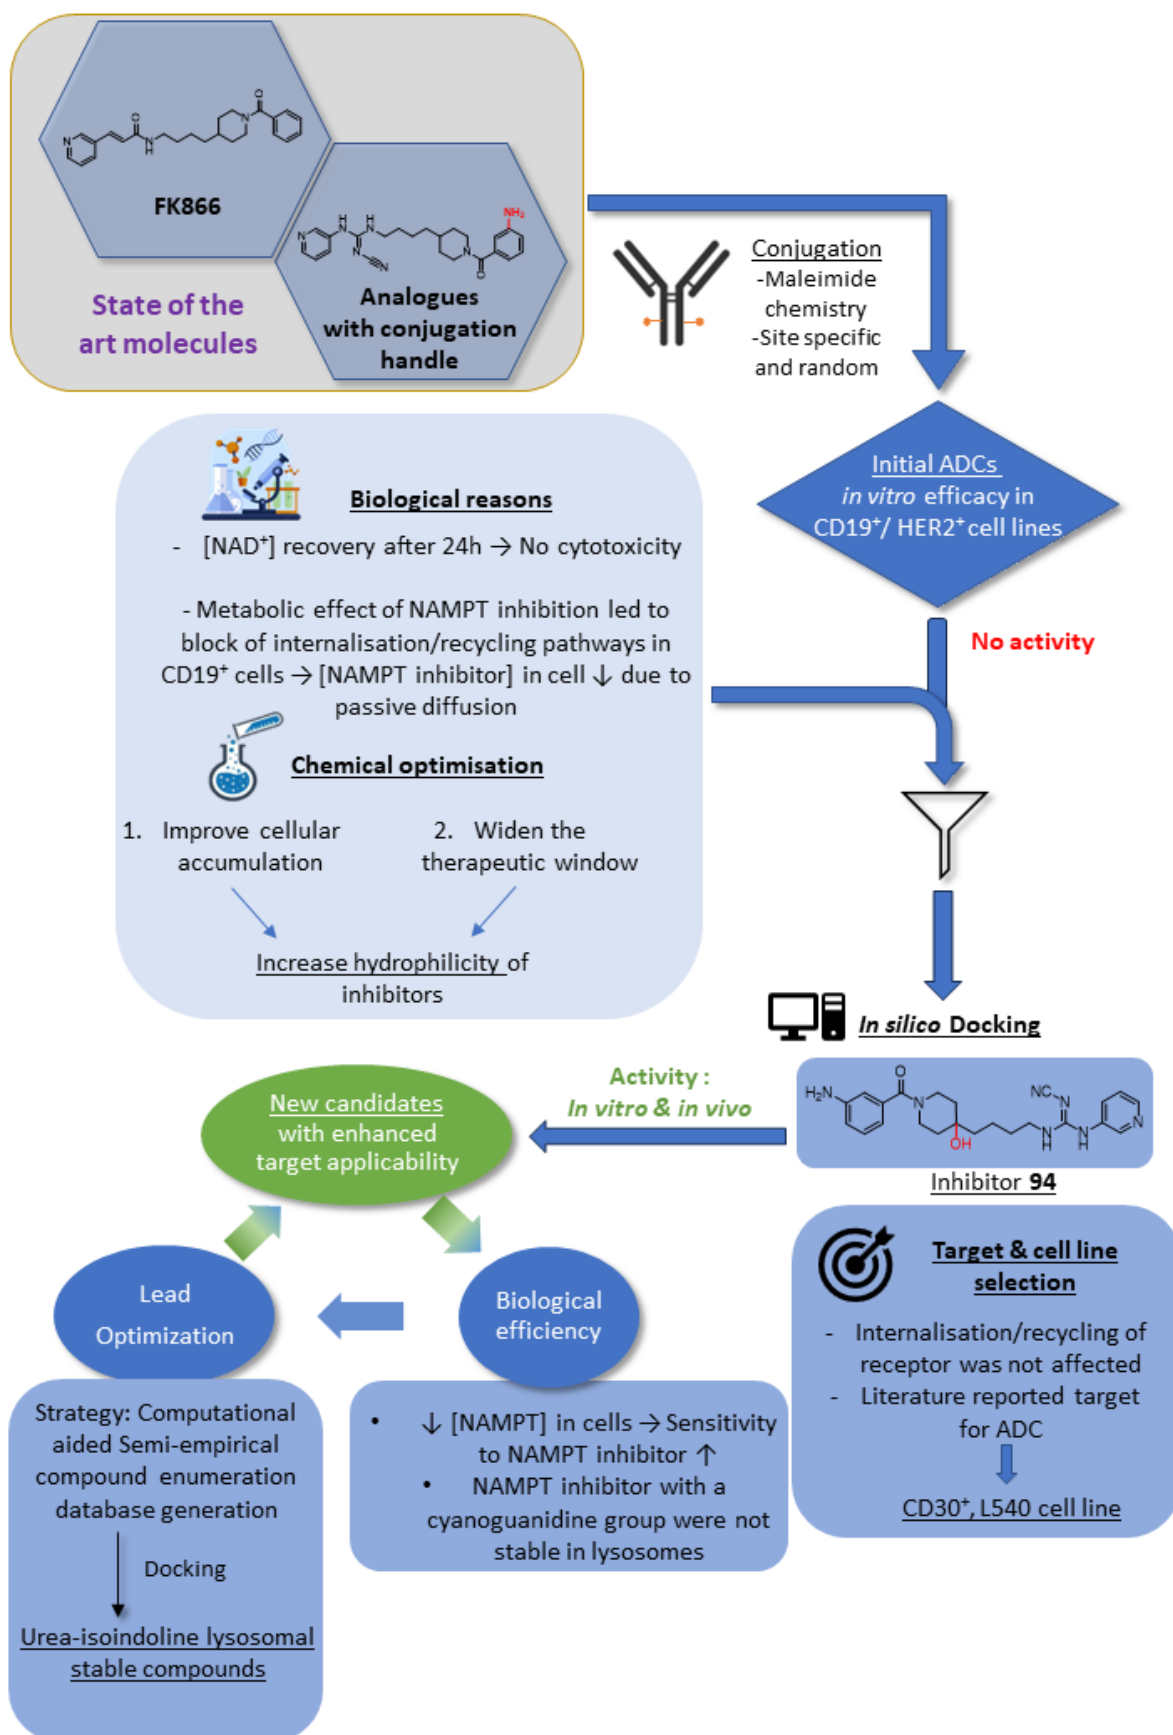 FK866
State of the
art molecules
Analogues
with conjugation
handle
N
O
N
H
N
O
N
H
N
H
N
N
N
N
O
NH₂
Conjugation
-Maleimide
chemistry
-Site specific
and random
Initial ADCs
in vitro efficacy in
CD19⁺/ HER2⁺ cell lines
No activity
Biological reasons
- [NAD⁺] recovery after 24h → No cytotoxicity
- Metabolic effect of NAMPT inhibition led to
block of internalisation/recycling pathways in
CD19⁺ cells → [NAMPT inhibitor] in cell ↓ due to
passive diffusion
Chemical optimisation
1. Improve cellular
accumulation
2. Widen the
therapeutic window
Increase hydrophilicity of
inhibitors
In silico Docking
H₂N
O
N
OH
NC
N
N
H
N
H
N
Inhibitor 94
Activity :
In vitro & in vivo
New candidates
with enhanced
target applicability
Target & cell line
selection
- Internalisation/recycling of
receptor was not affected
- Literature reported target
for ADC
CD30⁺, L540 cell line
Biological
efficiency
• ↓ [NAMPT] in cells → Sensitivity
to NAMPT inhibitor ↑
• NAMPT inhibitor with a
cyanoguanidine group were not
stable in lysosomes
Lead
Optimization
Strategy: Computational
aided Semi-empirical
compound enumeration
database generation
Docking
Urea-isoindoline lysosomal
stable compounds